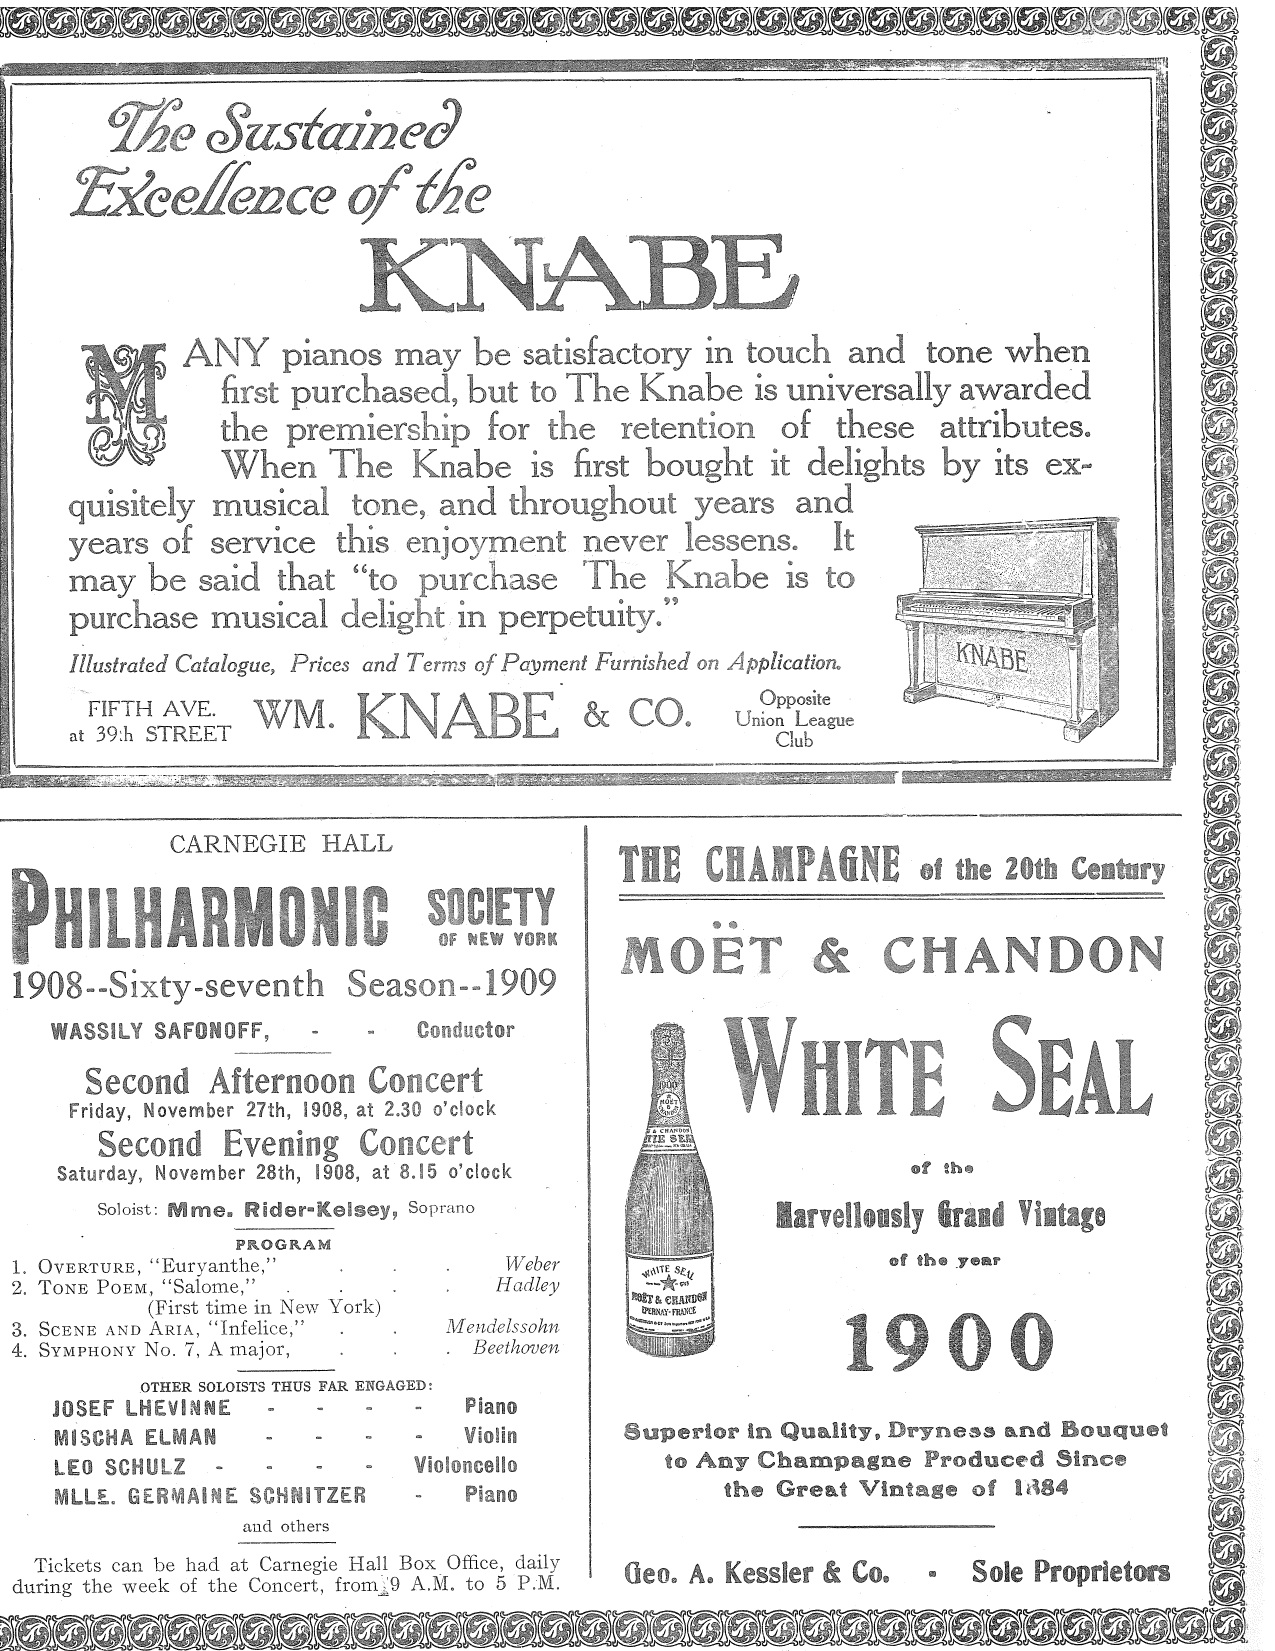 The Sustained
Excellence of the
KNABE
MANY pianos may be satisfactory in touch and tone when
first purchased, but to The Knabe is universally awarded
the premiership for the retention of these attributes.
When The Knabe is first bought it delights by its ex-
quisitely musical tone, and throughout years and
years of service this enjoyment never lessens. It
may be said that "to purchase The Knabe is to
purchase musical delight in perpetuity."
KNABE
Illustrated Catalogue, Prices and Terms of Payment Furnished on Application.
FIFTH AVE.
at 39th STREET
WM. KNABE & CO.
Opposite
Union League
Club
CARNEGIE HALL
PHILHARMONIC SOCIETY
OF NEW YORK
1908--Sixty-seventh Season--1909
WASSILY SAFONOFF, - - Conductor
Second Afternoon Concert
Friday, November 27th, 1908, at 2.30 o'clock
Second Evening Concert
Saturday, November 28th, 1908, at 8.15 o'clock
Soloist: Mme. Rider-Kelsey, Soprano
PROGRAM
1. OVERTURE, "Euryanthe," . . . Weber
2. TONE POEM, "Salome," . . . . Hadley
(First time in New York)
3. SCENE AND ARIA, "Infelice," . . Mendelssohn
4. SYMPHONY No. 7, A major, . . . Beethoven
OTHER SOLOISTS THUS FAR ENGAGED:
JOSEF LHEVINNE - - - - Piano
MISCHA ELMAN - - - - Violin
LEO SCHULZ - - - - Violoncello
MLLE. GERMAINE SCHNITZER - Piano
and others
Tickets can be had at Carnegie Hall Box Office, daily
during the week of the Concert, from 9 A.M. to 5 P.M.
THE CHAMPAGNE of the 20th Century
MOËT & CHANDON
WHITE SEAL
of the
Marvellously Grand Vintage
of the year
1900
1900
MOËT
&
CHANDON
& CHANDON
ITE SEA
WHITE SEAL
MOËT & CHANDON
EPERNAY-FRANCE
Superior in Quality, Dryness and Bouquet
to Any Champagne Produced Since
the Great Vintage of 1884
Geo. A. Kessler & Co. - Sole Proprietors